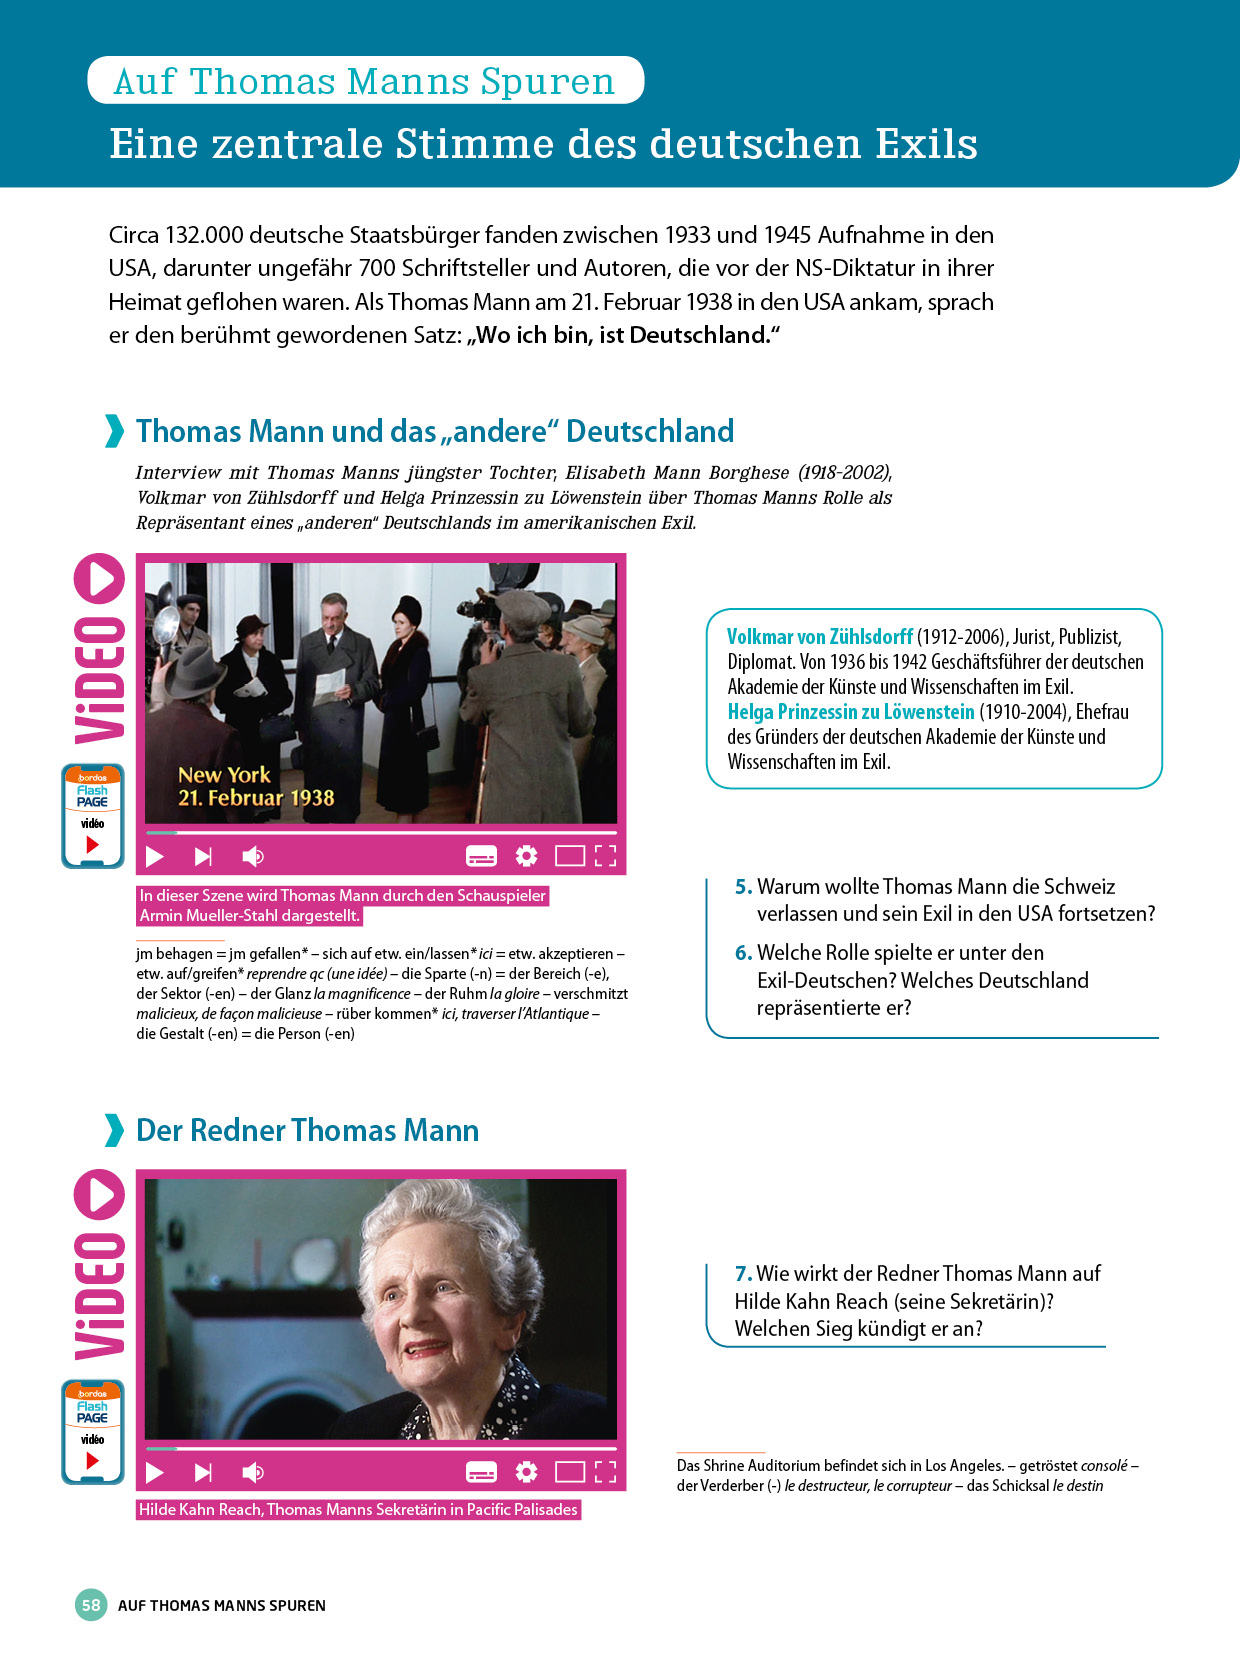 Auf Thomas Manns Spuren
Eine zentrale Stimme des deutschen Exils
Circa 132.000 deutsche Staatsbürger fanden zwischen 1933 und 1945 Aufnahme in den
USA, darunter ungefähr 700 Schriftsteller und Autoren, die vor der NS-Diktatur in ihrer
Heimat geflohen waren. Als Thomas Mann am 21. Februar 1938 in den USA ankam, sprach
er den berühmt gewordenen Satz: „Wo ich bin, ist Deutschland.“
Thomas Mann und das „andere“ Deutschland
Interview mit Thomas Manns jüngster Tochter, Elisabeth Mann Borghese (1918-2002),
Volkmar von Zühlsdorff und Helga Prinzessin zu Löwenstein über Thomas Manns Rolle als
Repräsentant eines „anderen“ Deutschlands im amerikanischen Exil.
ViDEO
bordas
Flash
PAGE
vidéo
New York
21. Februar 1938
In dieser Szene wird Thomas Mann durch den Schauspieler
Armin Mueller-Stahl dargestellt.
jm behagen = jm gefallen* – sich auf etw. ein/lassen* ici = etw. akzeptieren –
etw. auf/greifen* reprendre qc (une idée) – die Sparte (-n) = der Bereich (-e),
der Sektor (-en) – der Glanz la magnificence – der Ruhm la gloire – verschmitzt
malicieux, de façon malicieuse – rüber kommen* ici, traverser l’Atlantique –
die Gestalt (-en) = die Person (-en)
Volkmar von Zühlsdorff (1912-2006), Jurist, Publizist,
Diplomat. Von 1936 bis 1942 Geschäftsführer der deutschen
Akademie der Künste und Wissenschaften im Exil.
Helga Prinzessin zu Löwenstein (1910-2004), Ehefrau
des Gründers der deutschen Akademie der Künste und
Wissenschaften im Exil.
5. Warum wollte Thomas Mann die Schweiz
verlassen und sein Exil in den USA fortsetzen?
6. Welche Rolle spielte er unter den
Exil-Deutschen? Welches Deutschland
repräsentierte er?
Der Redner Thomas Mann
ViDEO
bordas
Flash
PAGE
vidéo
Hilde Kahn Reach, Thomas Manns Sekretärin in Pacific Palisades
7. Wie wirkt der Redner Thomas Mann auf
Hilde Kahn Reach (seine Sekretärin)?
Welchen Sieg kündigt er an?
Das Shrine Auditorium befindet sich in Los Angeles. – getröstet consolé –
der Verderber (-) le destructeur, le corrupteur – das Schicksal le destin
58 AUF THOMAS MANNS SPUREN